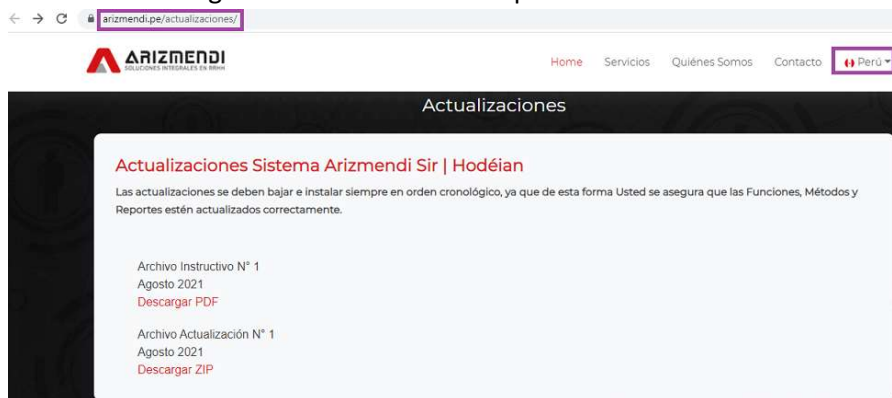 arizmendi.pe/actualizaciones/
ARIZMENDI
SOLUCIONES INTEGRALES EN RRHH
Home Servicios Quiénes Somos Contacto Perú
Actualizaciones
Actualizaciones Sistema Arizmendi Sir | Hodéian
Las actualizaciones se deben bajar e instalar siempre en orden cronológico, ya que de esta forma Usted se asegura que las Funciones, Métodos y
Reportes estén actualizados correctamente.
Archivo Instructivo N° 1
Agosto 2021
Descargar PDF
Archivo Actualización N° 1
Agosto 2021
Descargar ZIP